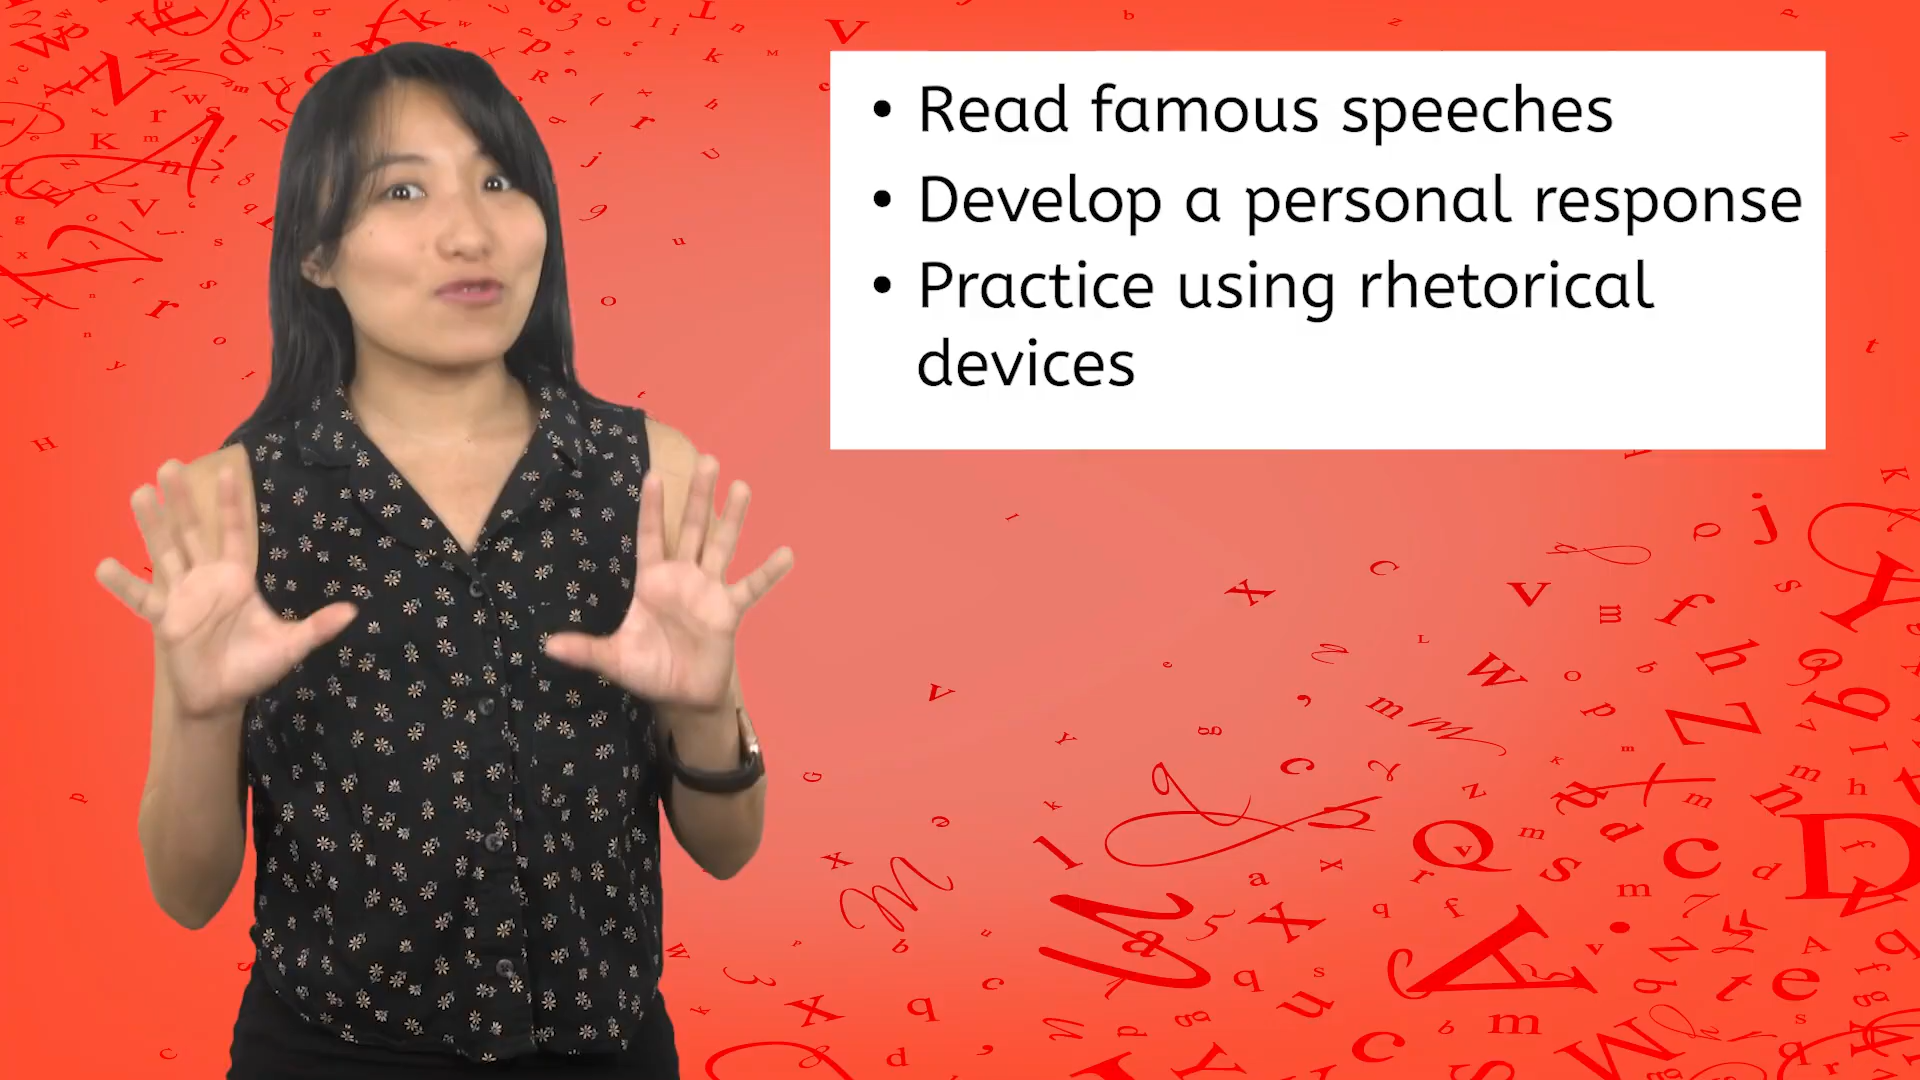 • Read famous speeches
• Develop a personal response
• Practice using rhetorical
devices